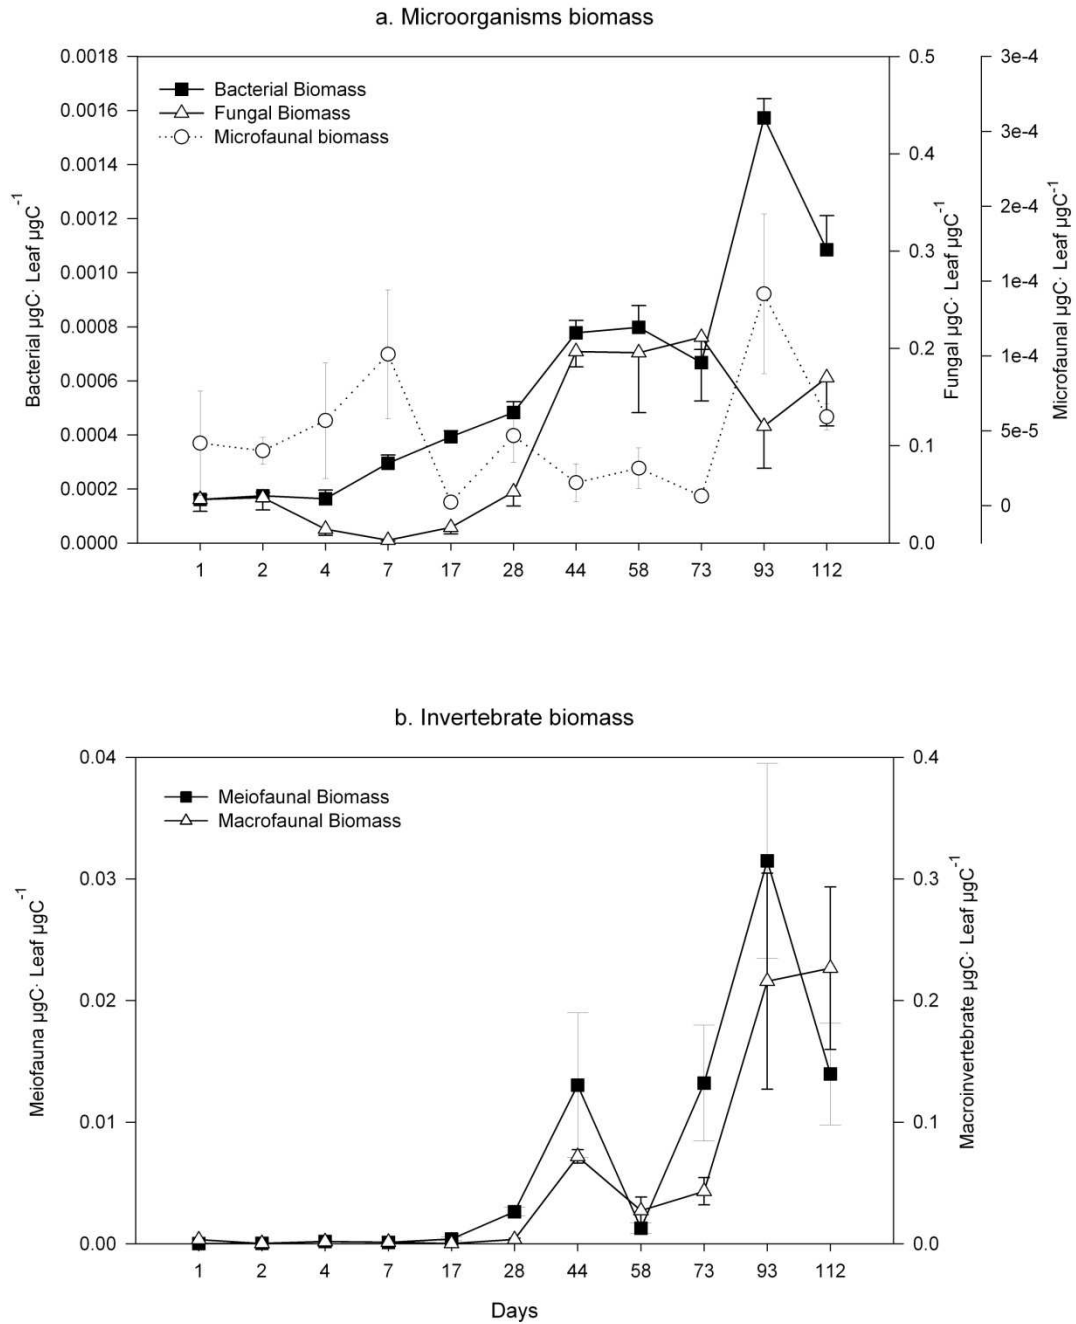 a. Microorganisms biomass
Bacterial Biomass
Fungal Biomass
Microfaunal biomass
0.0018
0.0016
0.0014
0.0012
0.0010
0.0008
0.0006
0.0004
0.0002
0.0000
Bacterial µgC· Leaf µgC-1
0.5
0.4
0.3
0.2
0.1
0.0
Fungal µgC· Leaf µgC-1
3e-4
3e-4
2e-4
1e-4
1e-4
5e-5
0
Microfaunal µgC· Leaf µgC-1
1 2 4 7 17 28 44 58 73 93 112
b. Invertebrate biomass
Meiofaunal Biomass
Macrofaunal Biomass
0.04
0.03
0.02
0.01
0.00
Meiofauna µgC· Leaf µgC-1
0.4
0.3
0.2
0.1
0.0
Macroinvertebrate µgC· Leaf µgC-1
1 2 4 7 17 28 44 58 73 93 112
Days